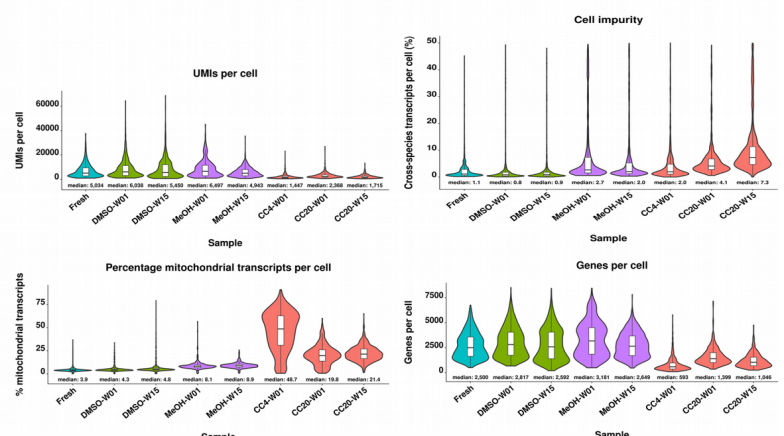 Cell impurity
Cross-species transcripts per cell (%)
50
40
30
20
10
0
median: 1.1 median: 0.8 median: 0.9 median: 2.7 median: 2.0 median: 2.0 median: 4.1 median: 7.3
Fresh DMSO-W01 DMSO-W15 MeOH-W01 MeOH-W15 CC4-W01 CC20-W01 CC20-W15
Sample
UMIs per cell
UMIs per cell
60000
40000
20000
0
median: 5,034 median: 6,038 median: 5,450 median: 6,497 median: 4,943 median: 1,447 median: 2,368 median: 1,715
Fresh DMSO-W01 DMSO-W15 MeOH-W01 MeOH-W15 CC4-W01 CC20-W01 CC20-W15
Sample
Percentage mitochondrial transcripts per cell
% mitochondrial transcripts
75
50
25
0
median: 3.9 median: 4.3 median: 4.8 median: 8.1 median: 8.9 median: 48.7 median: 19.8 median: 21.4
Fresh DMSO-W01 DMSO-W15 MeOH-W01 MeOH-W15 CC4-W01 CC20-W01 CC20-W15
Sample
Genes per cell
Genes per cell
7500
5000
2500
0
median: 2,500 median: 2,817 median: 2,592 median: 3,181 median: 2,649 median: 593 median: 1,399 median: 1,046
Fresh DMSO-W01 DMSO-W15 MeOH-W01 MeOH-W15 CC4-W01 CC20-W01 CC20-W15
Sample